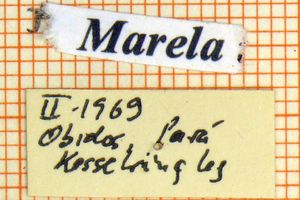 Marela
II-1969
Obidos, Pará
Kesselring leg